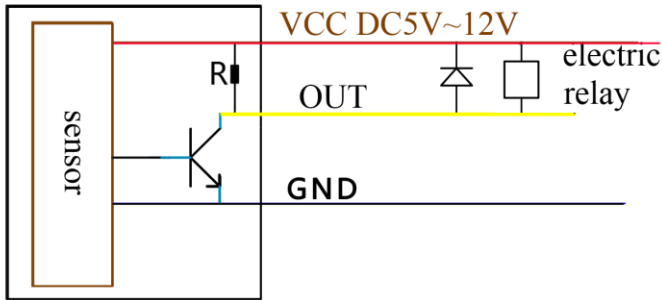 VCC DC5V~12V
R
electric
relay
OUT
sensor
GND